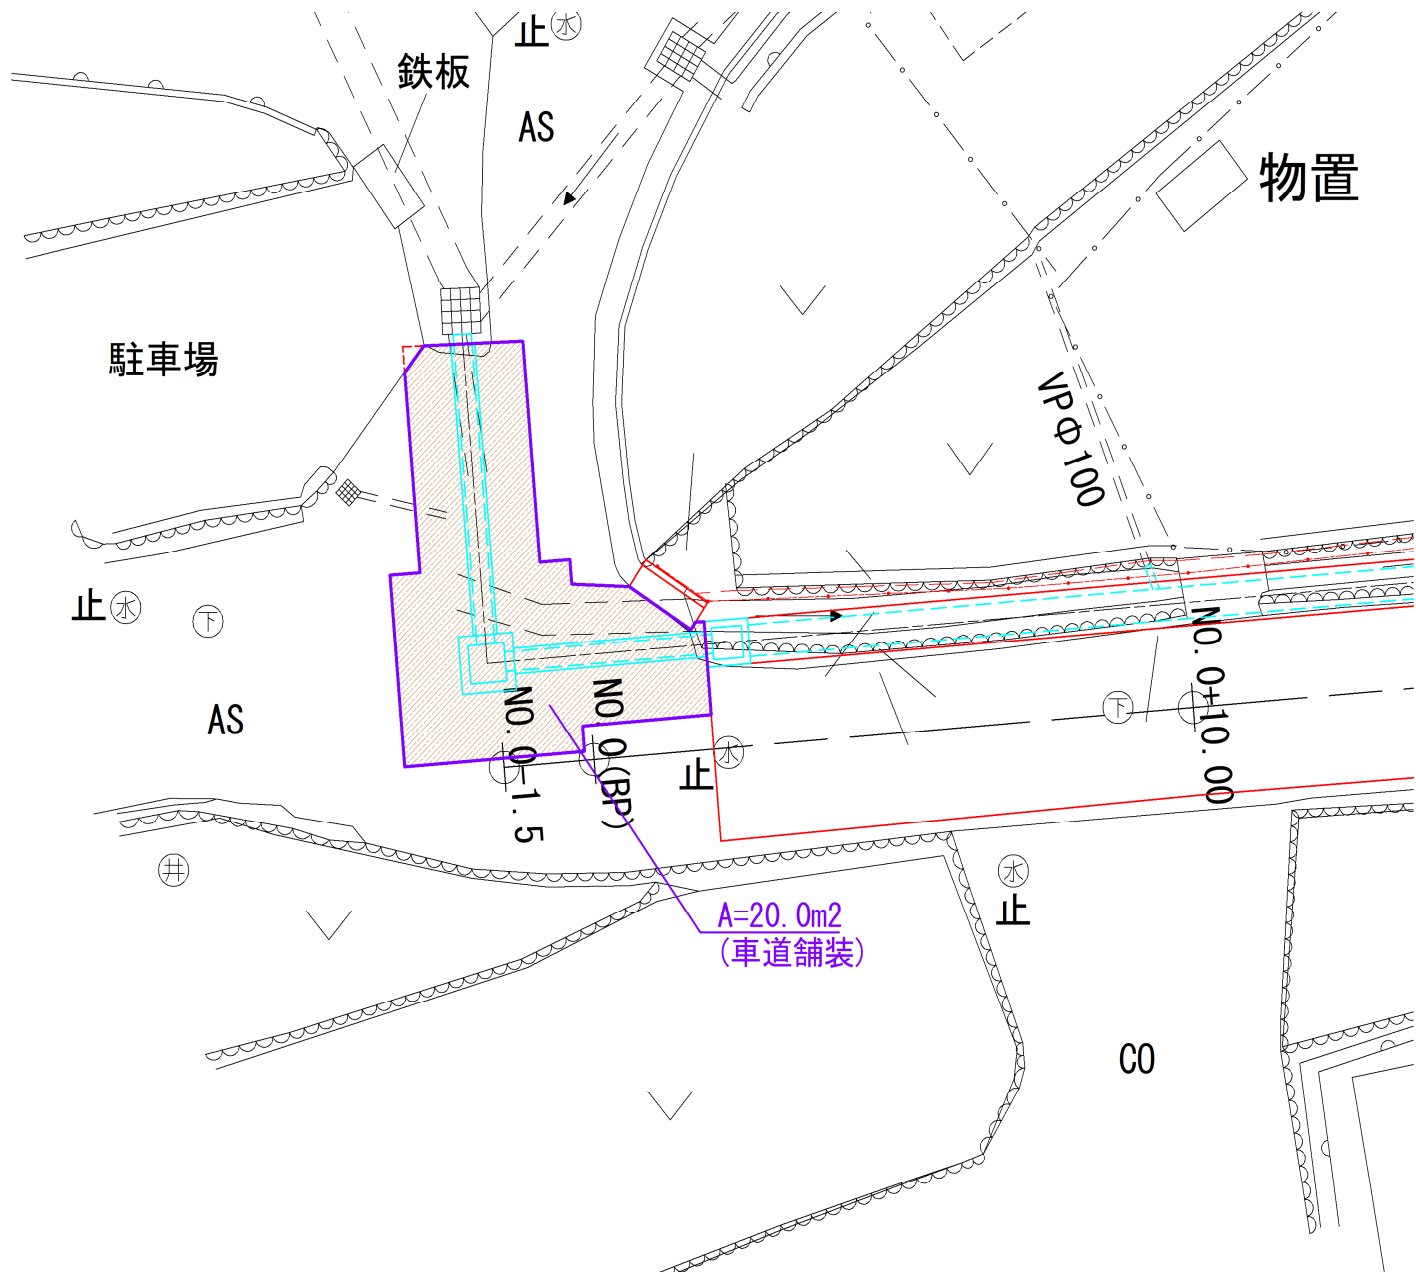 止 水
鉄板
AS
物置
駐車場
VPΦ100
止 水
下
AS
NO.0-1.5
NO.0(BP)
止 水
下
NO.0+10.00
井
A=20.0m2
(車道舗装)
水
止
CO